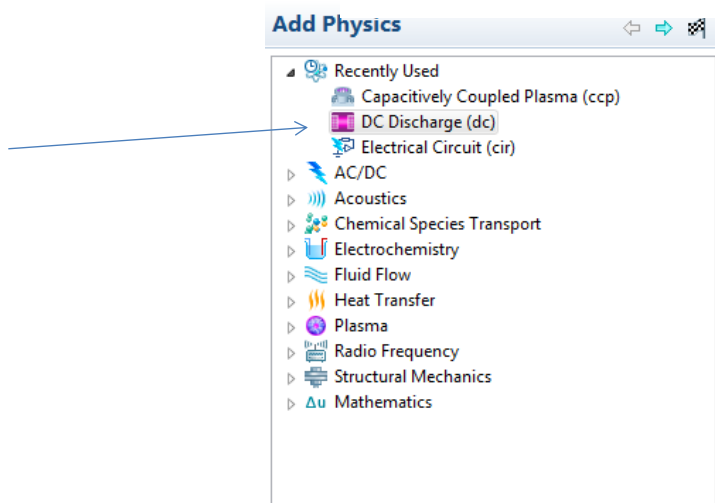 Add Physics
Recently Used
Capacitively Coupled Plasma (ccp)
DC Discharge (dc)
Electrical Circuit (cir)
AC/DC
Acoustics
Chemical Species Transport
Electrochemistry
Fluid Flow
Heat Transfer
Plasma
Radio Frequency
Structural Mechanics
Δu Mathematics